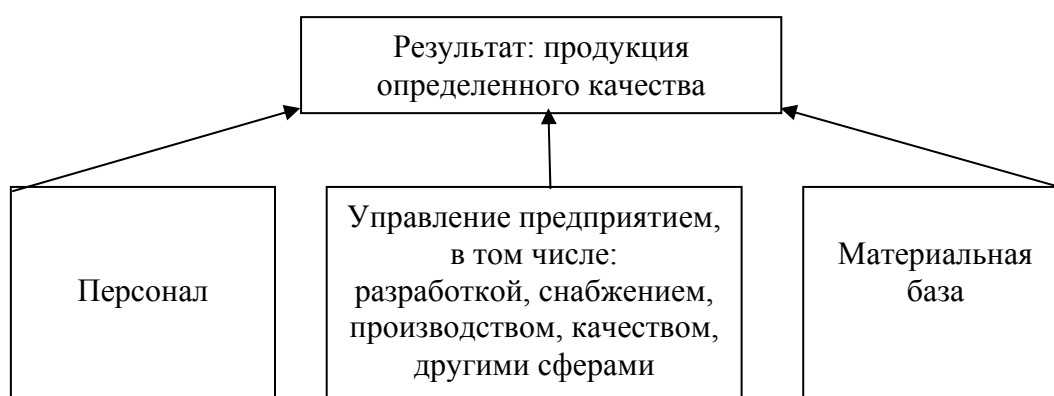 Результат: продукция
определенного качества
Персонал
Управление предприятием,
в том числе:
разработкой, снабжением,
производством, качеством,
другими сферами
Материальная
база